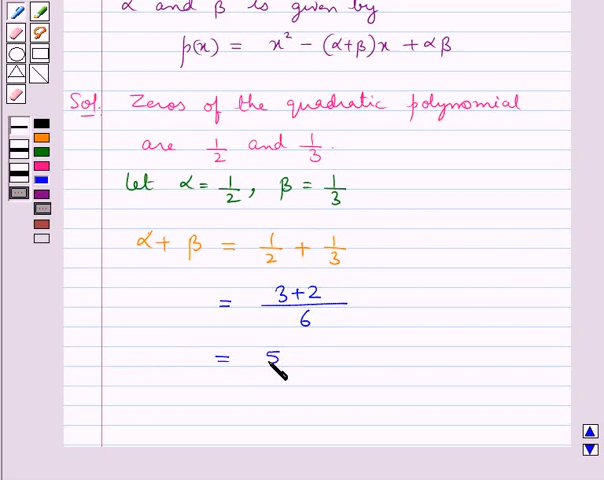 α and β is given by
p(x) = x² - (α+β)x + αβ
Sol. Zeros of the quadratic polynomial
are 1/2 and 1/3.
let α = 1/2, β = 1/3
α + β = 1/2 + 1/3
= 3+2/6
= 5